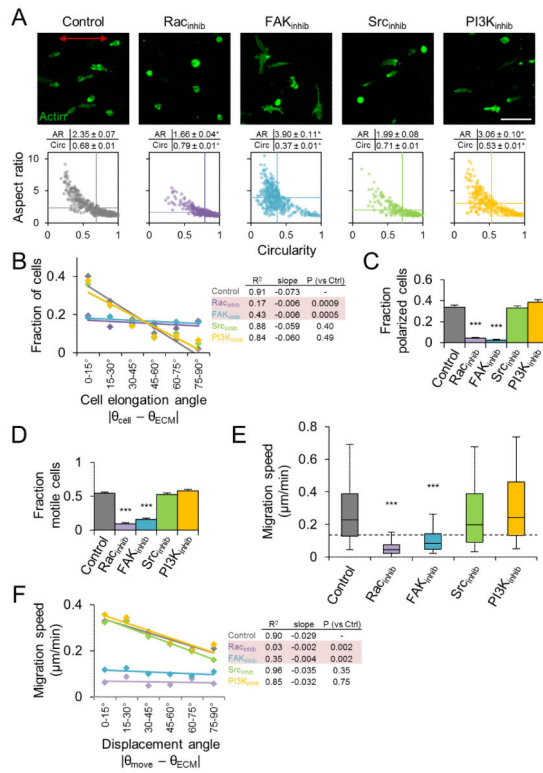 A
Control
Rac inhib
FAK inhib
Src inhib
PI3K inhib
Actin
AR 2.35 ± 0.07
Circ 0.68 ± 0.01
AR 1.66 ± 0.04*
Circ 0.79 ± 0.01*
AR 3.90 ± 0.11*
Circ 0.37 ± 0.01*
AR 1.99 ± 0.08
Circ 0.71 ± 0.01
AR 3.06 ± 0.10*
Circ 0.53 ± 0.01*
Aspect ratio
10
5
0
0 0.5 1
0 0.5 1
0 0.5 1
0 0.5 1
0 0.5 1
Circularity
B
Fraction of cells
0.4
0.2
0
0-15°
15-30°
30-45°
45-60°
60-75°
75-90°
Cell elongation angle
|θcell − θECM|
R² slope P (vs Ctrl)
Control 0.91 -0.073 -
Rac inhib 0.17 -0.006 0.0009
FAK inhib 0.43 -0.006 0.0005
Src inhib 0.88 -0.059 0.40
PI3K inhib 0.84 -0.060 0.49
C
Fraction
polarized cells
0.6
0.4
0.2
0
*** ***
Control
Rac inhib
FAK inhib
Src inhib
PI3K inhib
D
Fraction
motile cells
1
0.5
0
*** ***
Control
Rac inhib
FAK inhib
Src inhib
PI3K inhib
E
Migration speed
(µm/min)
0.8
0.6
0.4
0.2
0
*** ***
Control
Rac inhib
FAK inhib
Src inhib
PI3K inhib
F
Migration speed
(µm/min)
0.4
0.2
0
0-15°
15-30°
30-45°
45-60°
60-75°
75-90°
Displacement angle
|θmove − θECM|
R² slope P (vs Ctrl)
Control 0.90 -0.029 -
Rac inhib 0.03 -0.002 0.002
FAK inhib 0.35 -0.004 0.002
Src inhib 0.96 -0.035 0.35
PI3K inhib 0.85 -0.032 0.75